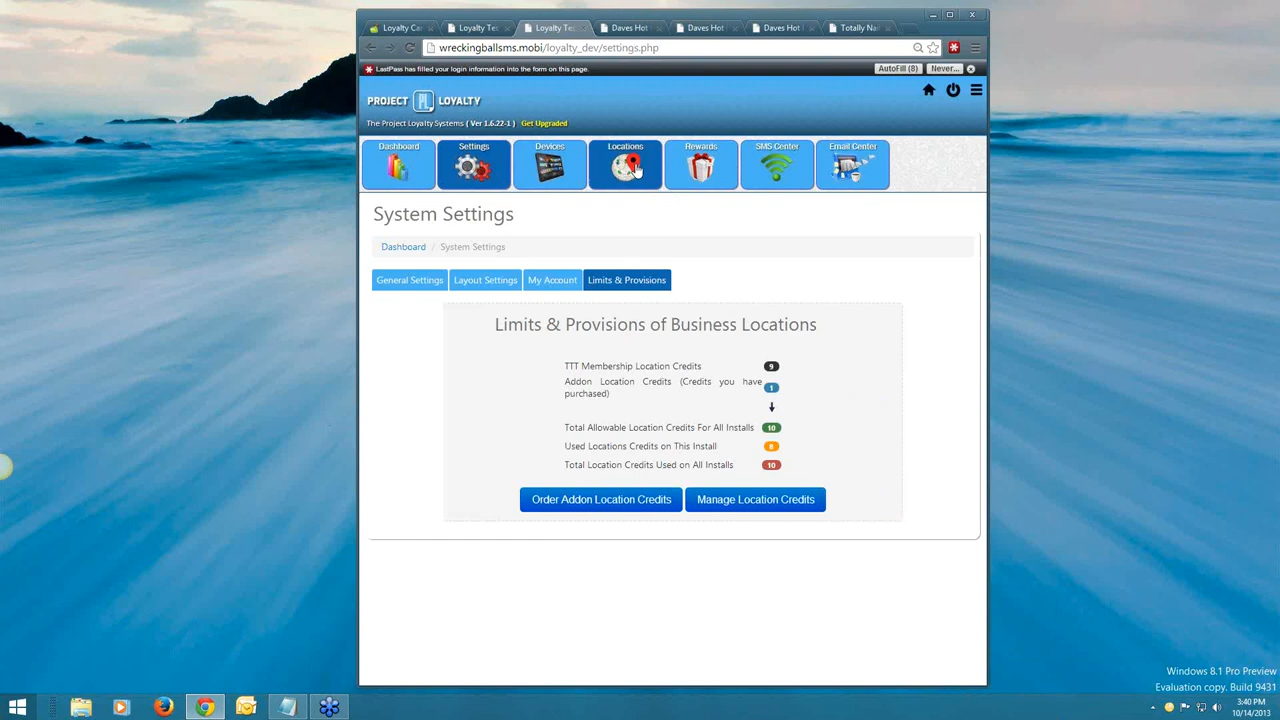 Loyalty Ca
Loyalty Tes
Loyalty Te
Daves Hot
Daves Hot
Daves Hot
Totally Nai
wreckingballsms.mobi/loyalty_dev/settings.php
LastPass has filled your login information into the form on this page.
AutoFill (8)
Never...
PROJECT LOYALTY
The Project Loyalty Systems ( Ver 1.6.22-1 ) Get Upgraded
Dashboard
Settings
Devices
Locations
Rewards
SMS Center
Email Center
System Settings
Dashboard / System Settings
General Settings
Layout Settings
My Account
Limits & Provisions
Limits & Provisions of Business Locations
TTT Membership Location Credits 9
Addon Location Credits (Credits you have
purchased) 1
Total Allowable Location Credits For All Installs 10
Used Locations Credits on This Install 8
Total Location Credits Used on All Installs 10
Order Addon Location Credits
Manage Location Credits
Windows 8.1 Pro Preview
Evaluation copy. Build 9431
3:40 PM
10/14/2013